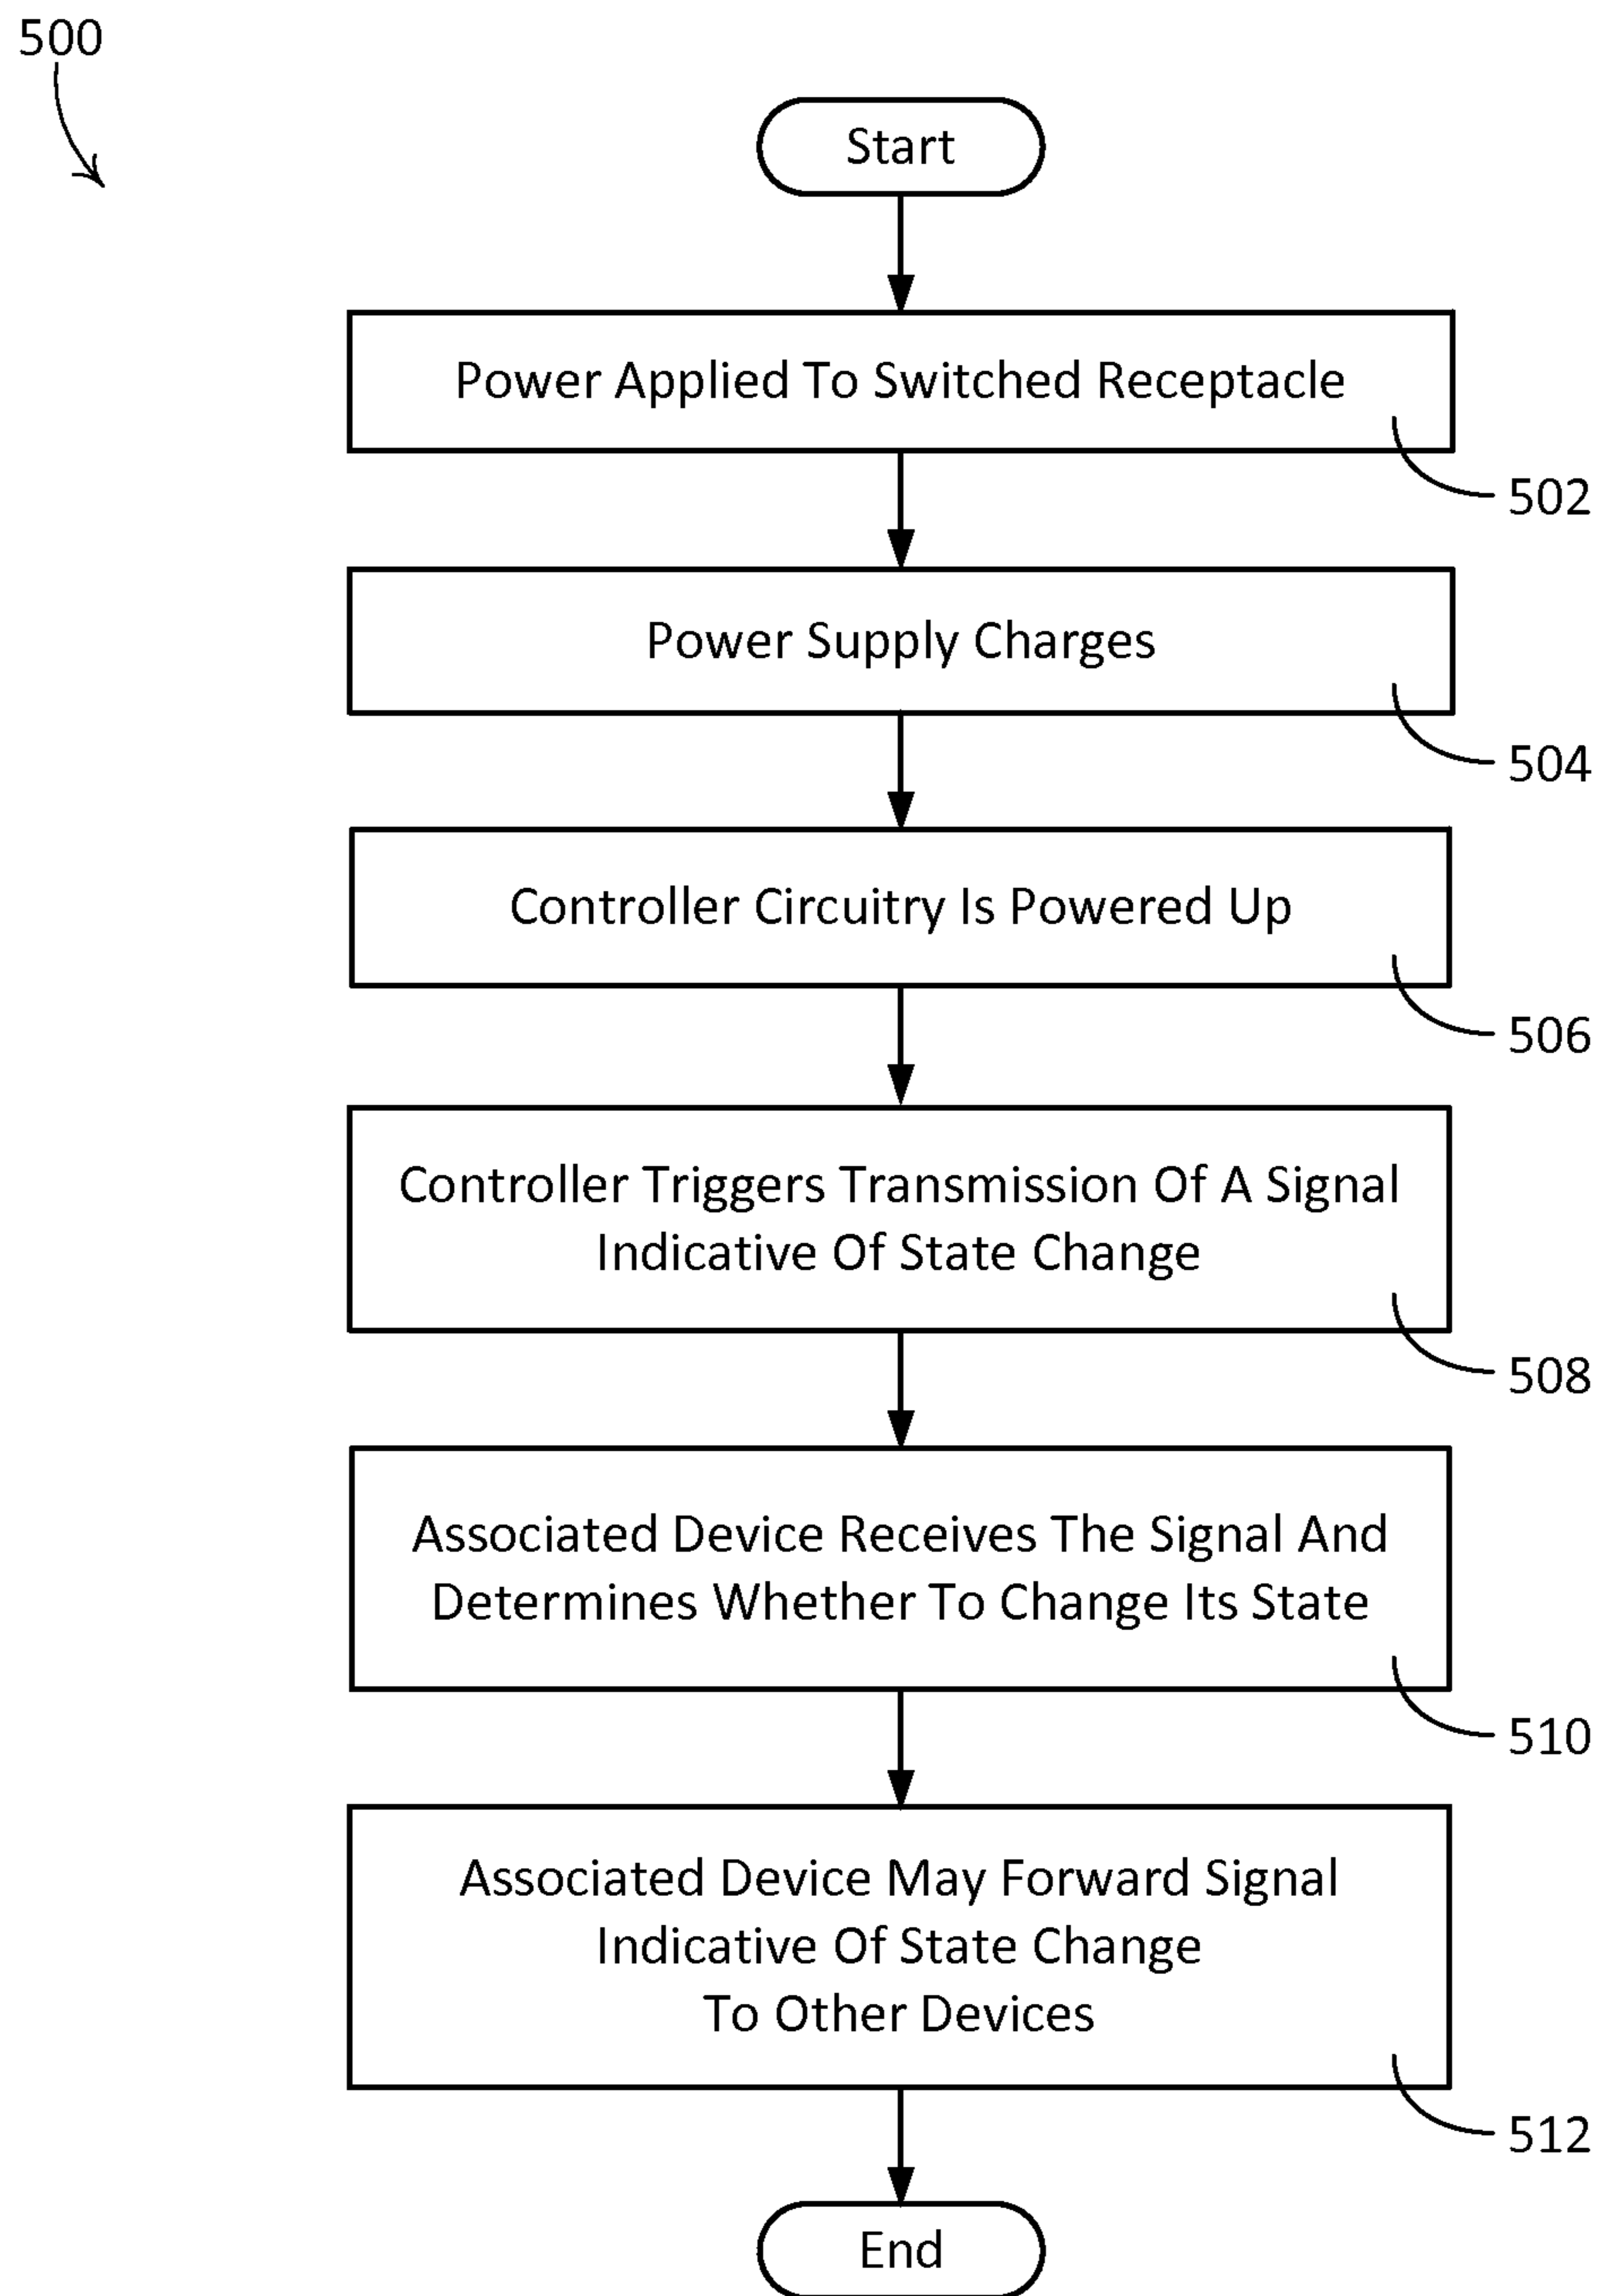 500
Start
Power Applied To Switched Receptacle
502
Power Supply Charges
504
Controller Circuitry Is Powered Up
506
Controller Triggers Transmission Of A Signal
Indicative Of State Change
508
Associated Device Receives The Signal And
Determines Whether To Change Its State
510
Associated Device May Forward Signal
Indicative Of State Change
To Other Devices
512
End